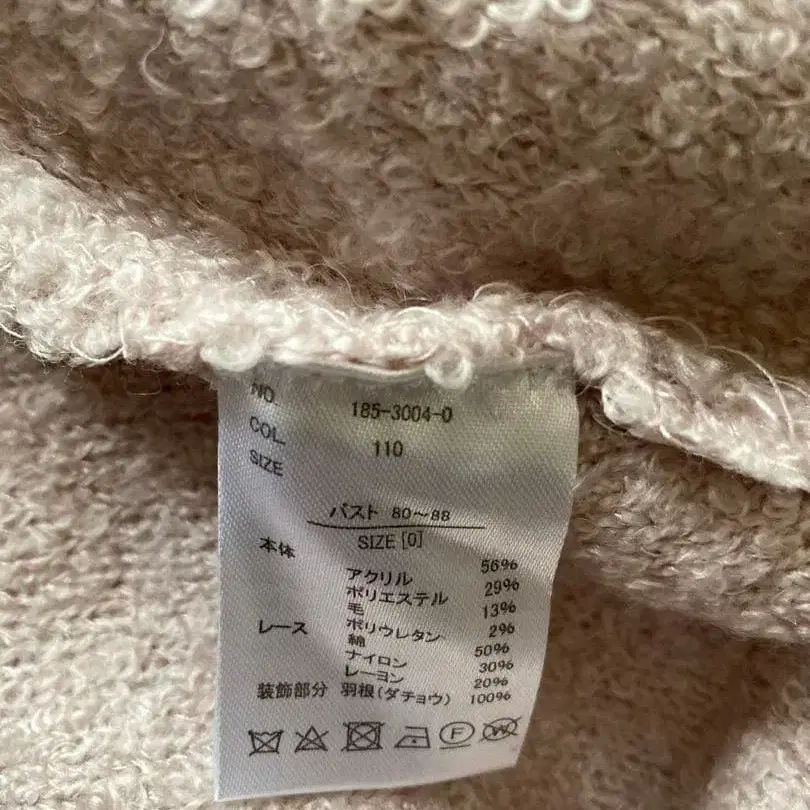 NO. 185-3004-0
COL. 110
SIZE
バスト 80～88
SIZE[0]
本体 アクリル 56%
ポリエステル 29%
毛 13%
ポリウレタン 2%
レース 綿 50%
ナイロン 30%
レーヨン 20%
装飾部分 羽根(ダチョウ) 100%
F W